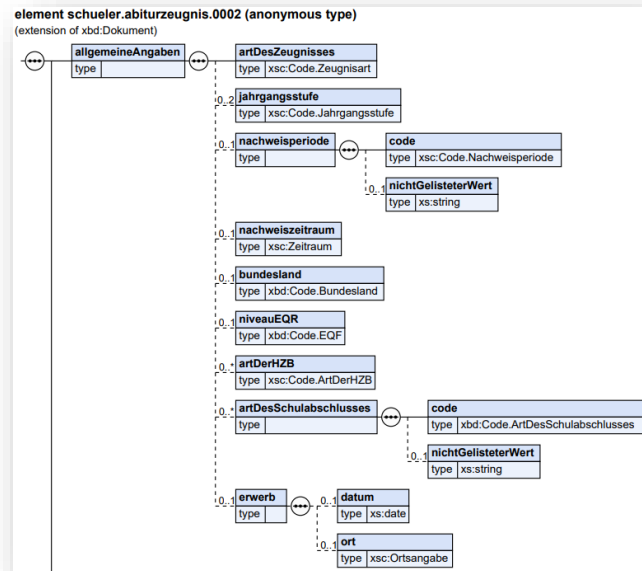 element schueler.abiturzeugnis.0002 (anonymous type)
(extension of xbd:Dokument)
allgemeineAngaben
type
artDesZeugnisses
type xsc:Code.Zeugnisart
0..2
jahrgangsstufe
type xsc:Code.Jahrgangsstufe
0..1
nachweisperiode
type
code
type xsc:Code.Nachweisperiode
0..1
nichtGelisteterWert
type xs:string
0..1
nachweiszeitraum
type xsc:Zeitraum
0..1
bundesland
type xbd:Code.Bundesland
0..1
niveauEQR
type xbd:Code.EQF
0..*
artDerHZB
type xsc:Code.ArtDerHZB
0..*
artDesSchulabschlusses
type
code
type xbd:Code.ArtDesSchulabschlusses
0..1
nichtGelisteterWert
type xs:string
0..1
erwerb
type
0..1
datum
type xs:date
0..1
ort
type xsc:Ortsangabe